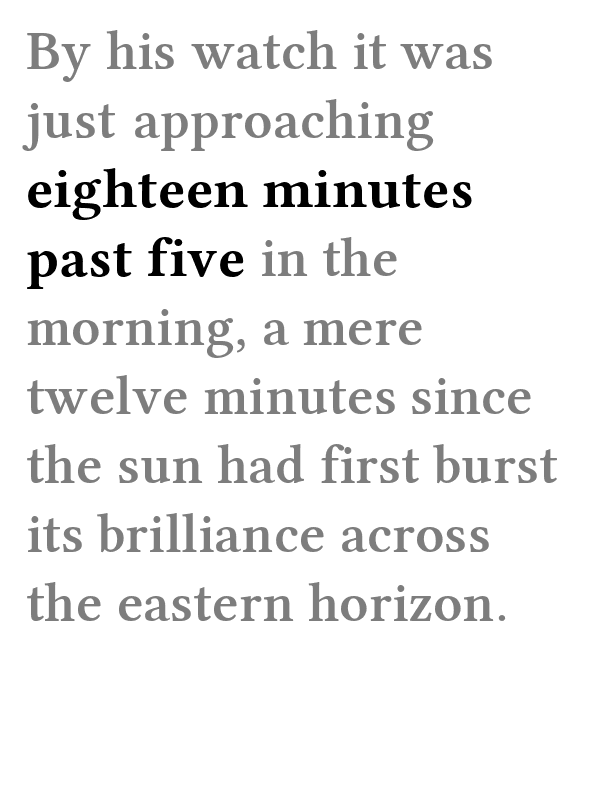 By his watch it was
just approaching
eighteen minutes
past five in the
morning, a mere
twelve minutes since
the sun had first burst
its brilliance across
the eastern horizon.